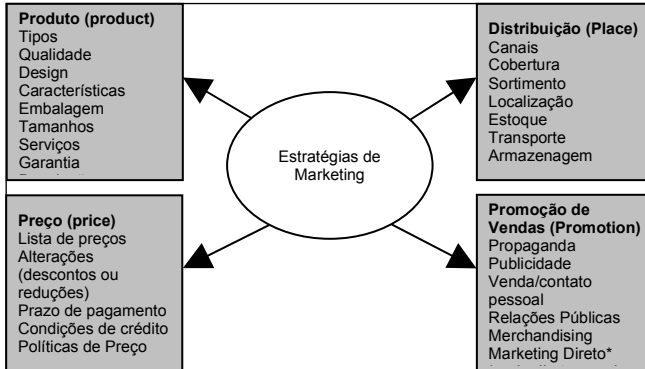 Produto (product)
Tipos
Qualidade
Design
Características
Embalagem
Tamanhos
Serviços
Garantia
Distribuição (Place)
Canais
Cobertura
Sortimento
Localização
Estoque
Transporte
Armazenagem
Estratégias de
Marketing
Preço (price)
Lista de preços
Alterações
(descontos ou
reduções)
Prazo de pagamento
Condições de crédito
Políticas de Preço
Promoção de
Vendas (Promotion)
Propaganda
Publicidade
Venda/contato
pessoal
Relações Públicas
Merchandising
Marketing Direto*